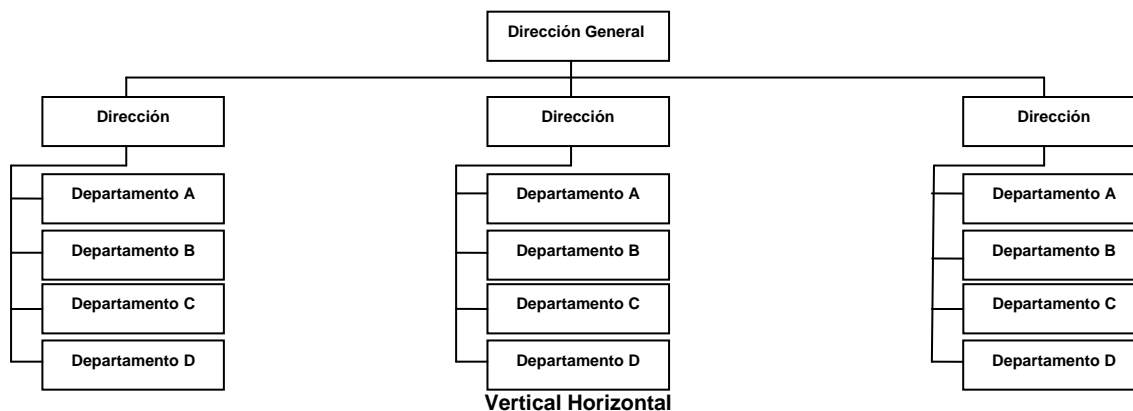 Dirección General
Dirección
Dirección
Dirección
Departamento A
Departamento A
Departamento A
Departamento B
Departamento B
Departamento B
Departamento C
Departamento C
Departamento C
Departamento D
Departamento D
Departamento D
Vertical Horizontal